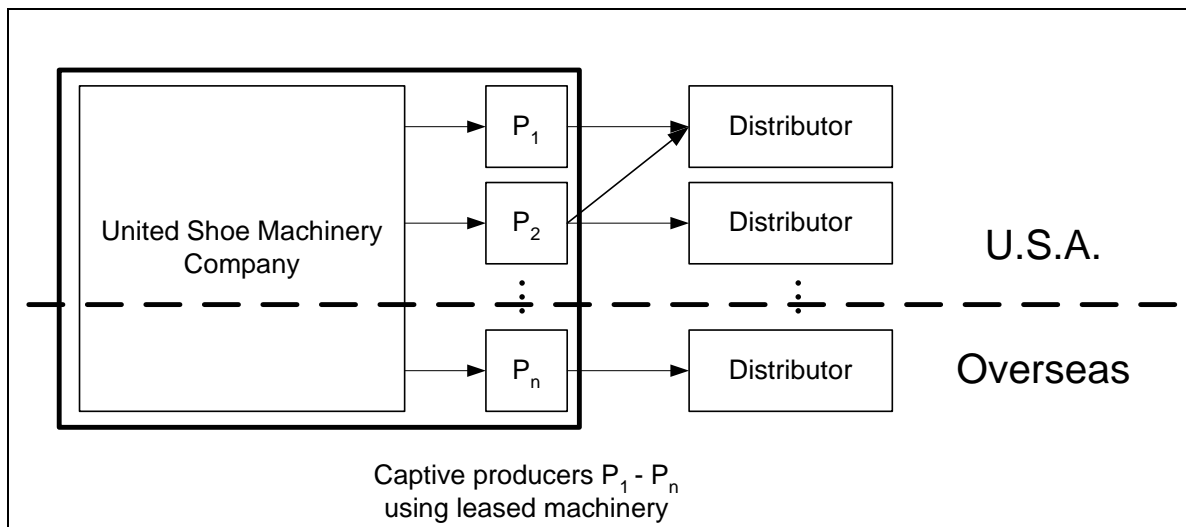 United Shoe Machinery
Company
P1
Distributor
P2
Distributor
U.S.A.
Pn
Distributor
Overseas
Captive producers P1 - Pn
using leased machinery